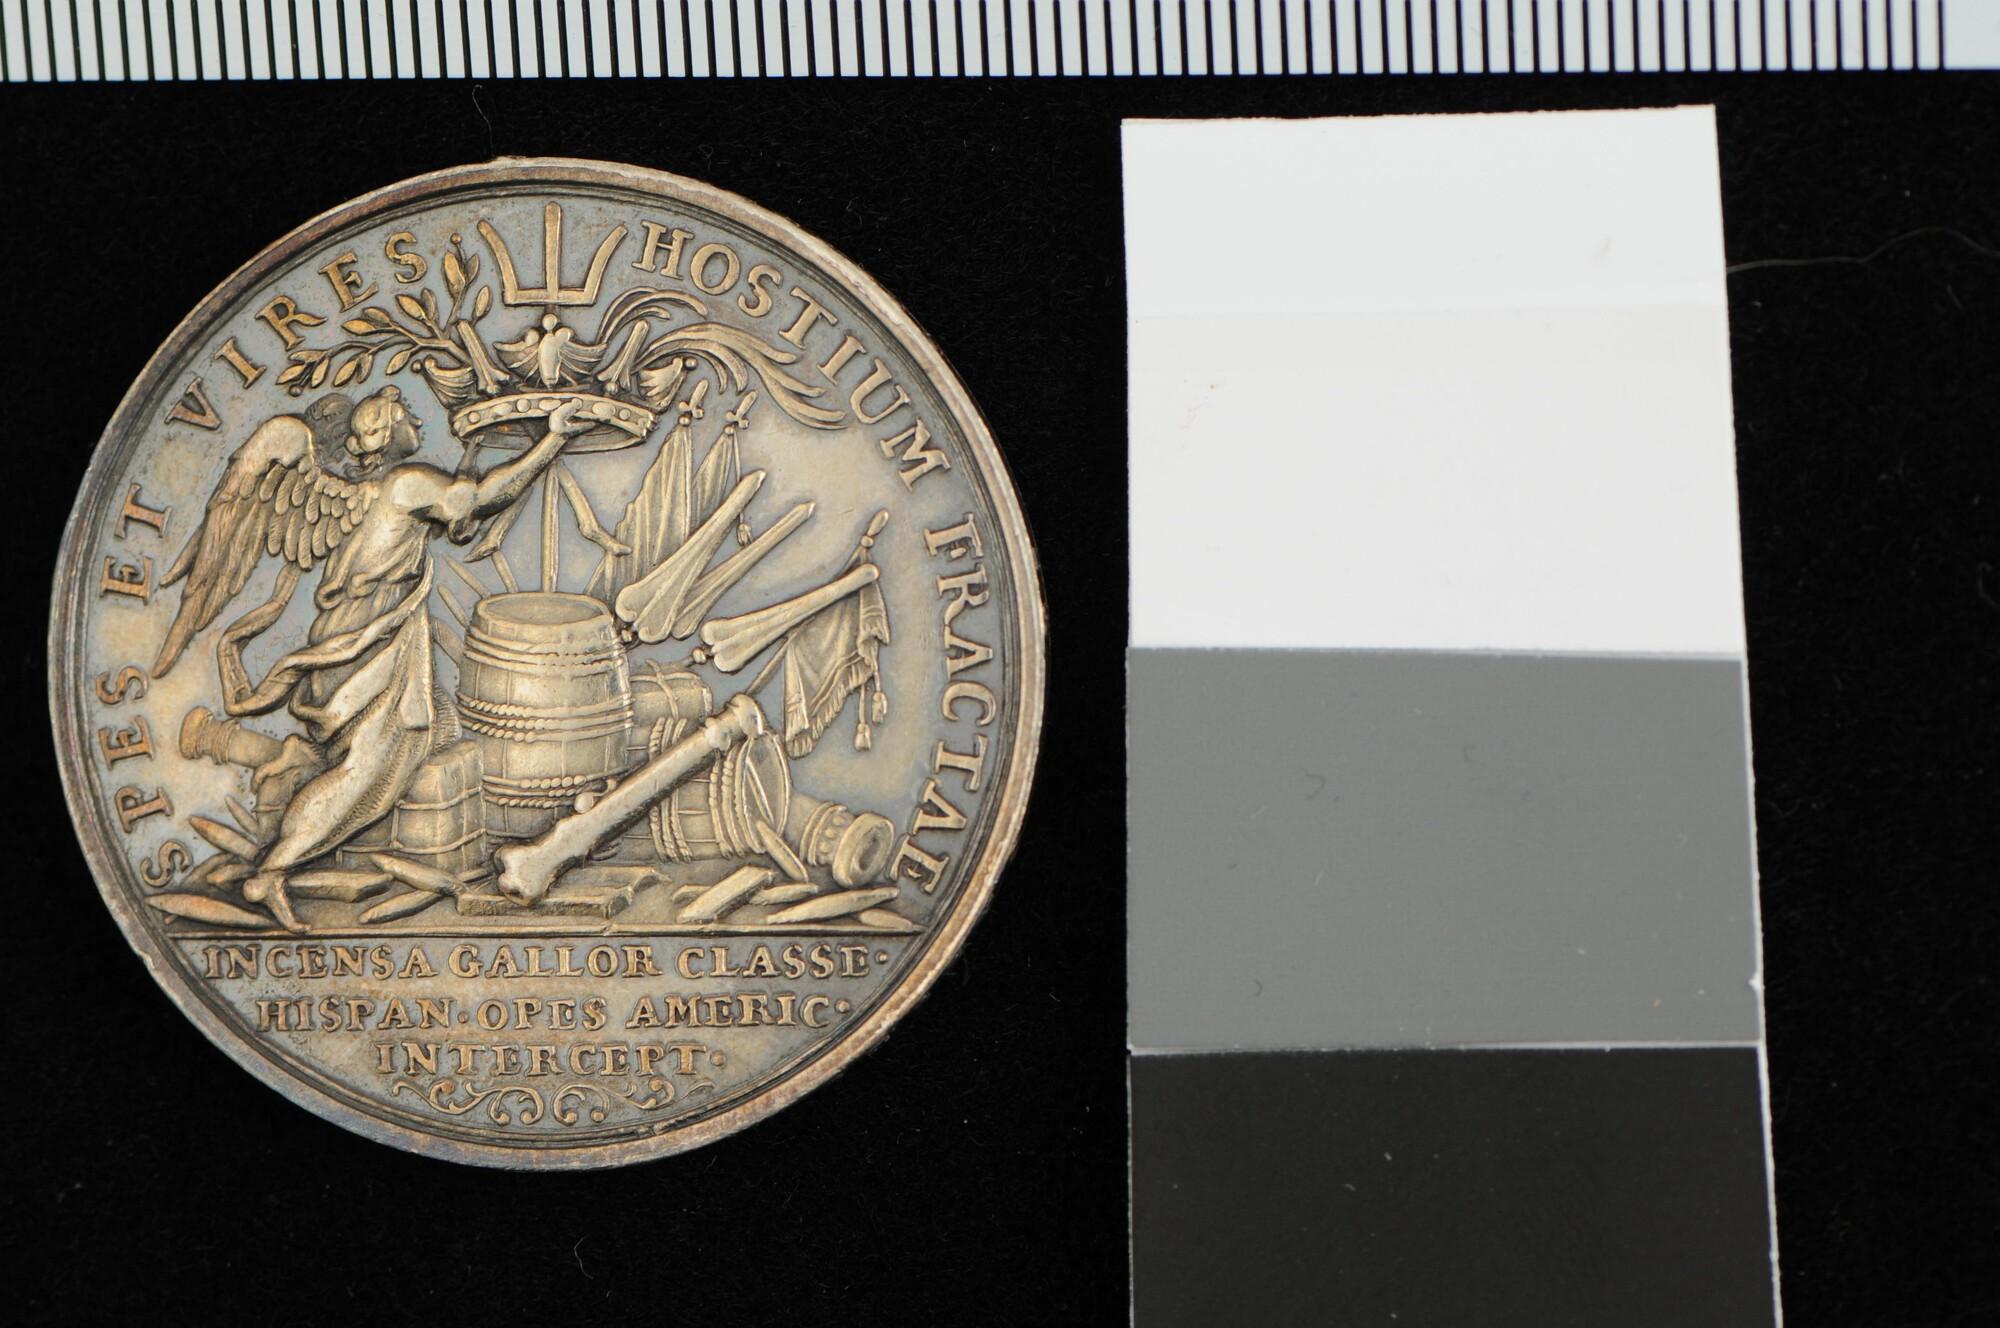 SPES ET VIRES HOSTIUM FRACTAE
INCENSA GALLOR CLASSE·
HISPAN·OPES AMERIC·
INTERCEPT·